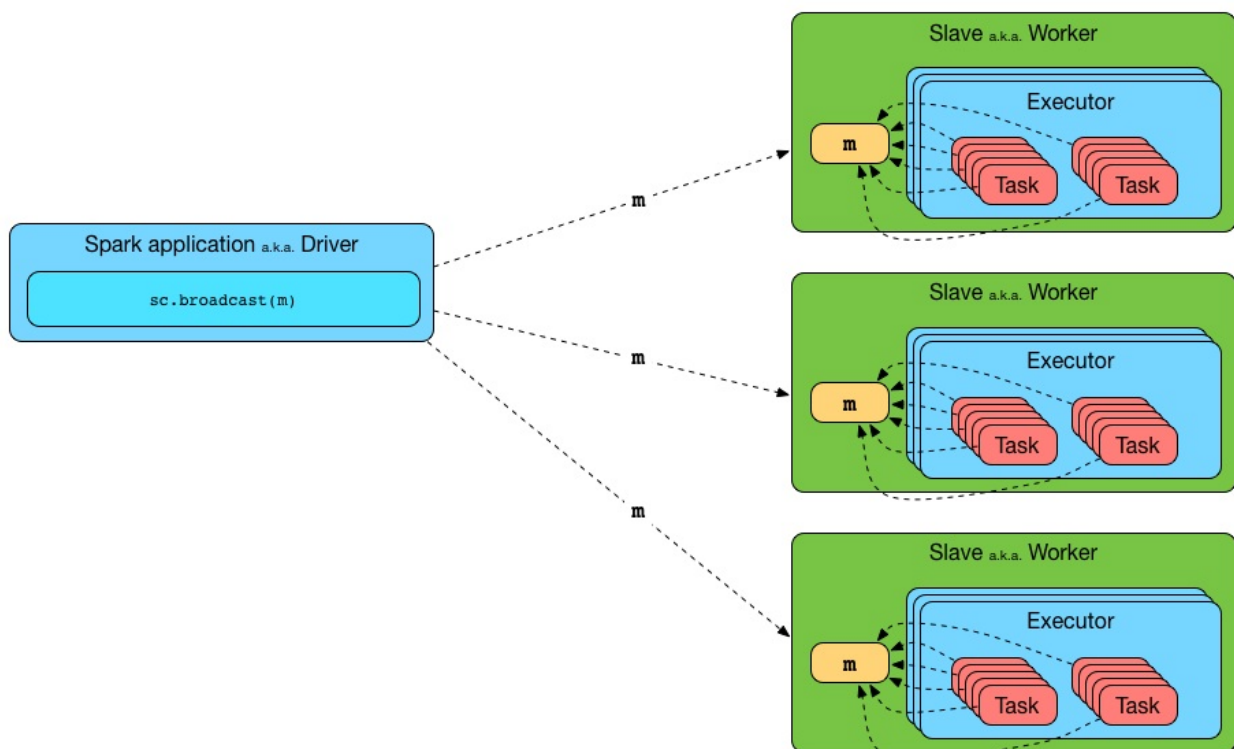 Slave a.k.a. Worker
Executor
m
Task
Task
m
Spark application a.k.a. Driver
sc.broadcast(m)
Slave a.k.a. Worker
Executor
m
m
Task
Task
m
Slave a.k.a. Worker
Executor
m
Task
Task